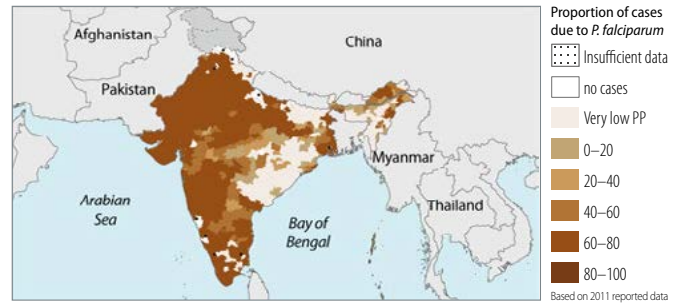 Afghanistan
China
Pakistan
Myanmar
Arabian
Sea
Thailand
Bay of
Bengal
Proportion of cases
due to P. falciparum
Insufficient data
no cases
Very low PP
0–20
20–40
40–60
60–80
80–100
Based on 2011 reported data